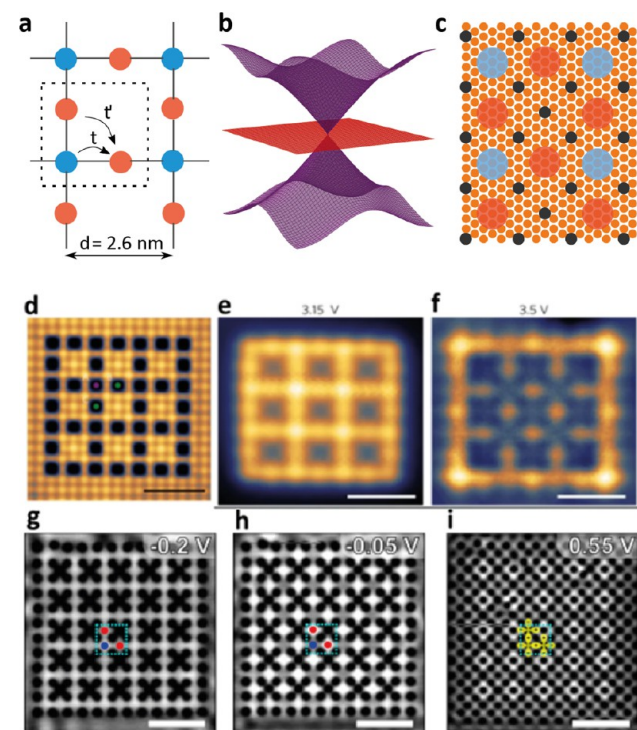 a b c
t'
t
d= 2.6 nm
d e f
3.15 V
3.5 V
g h i
-0.2 V
-0.05 V
0.55 V